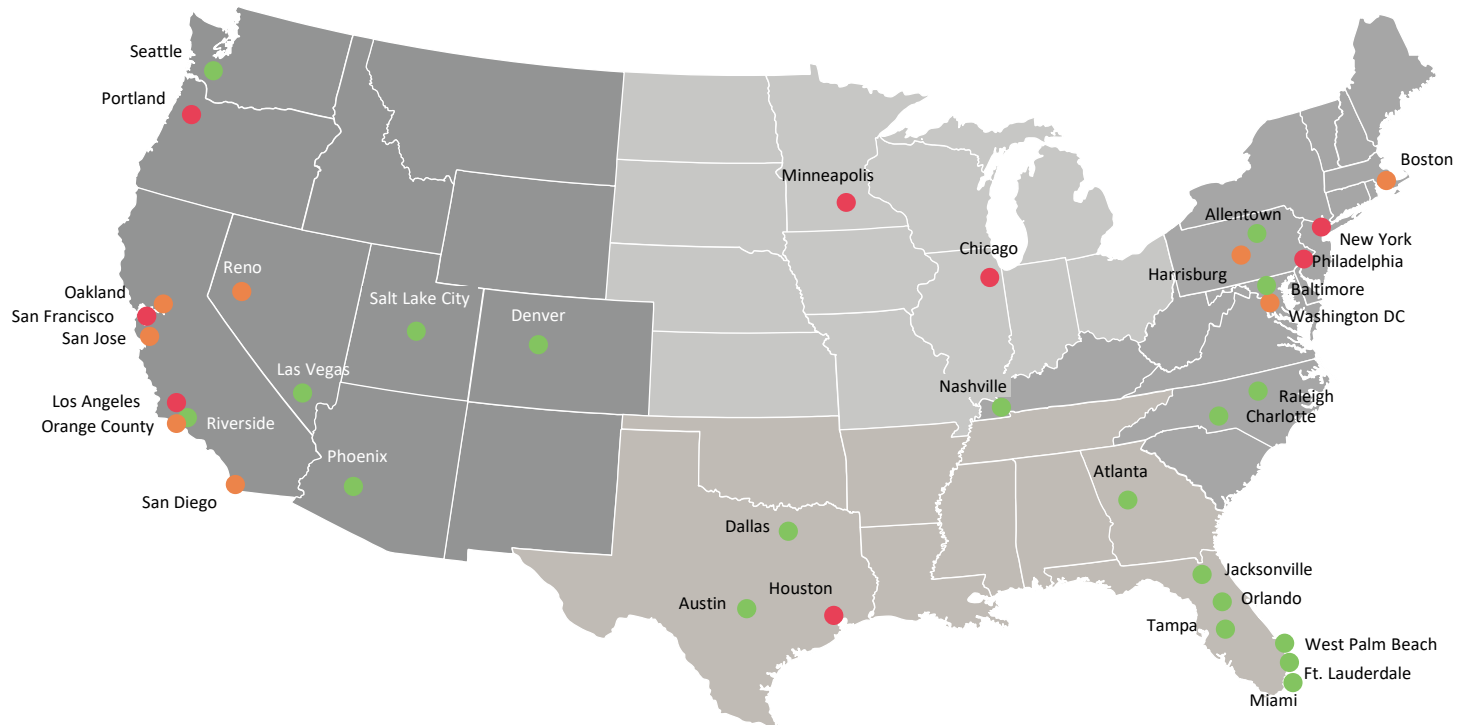 Seattle
Portland
Minneapolis
Boston
Allentown
Chicago
New York
Philadelphia
Harrisburg
Reno
Oakland
Salt Lake City
Baltimore
San Francisco
Denver
Washington DC
San Jose
Las Vegas
Nashville
Los Angeles
Raleigh
Orange County
Riverside
Charlotte
Phoenix
Atlanta
San Diego
Dallas
Jacksonville
Houston
Austin
Orlando
Tampa
West Palm Beach
Ft. Lauderdale
Miami